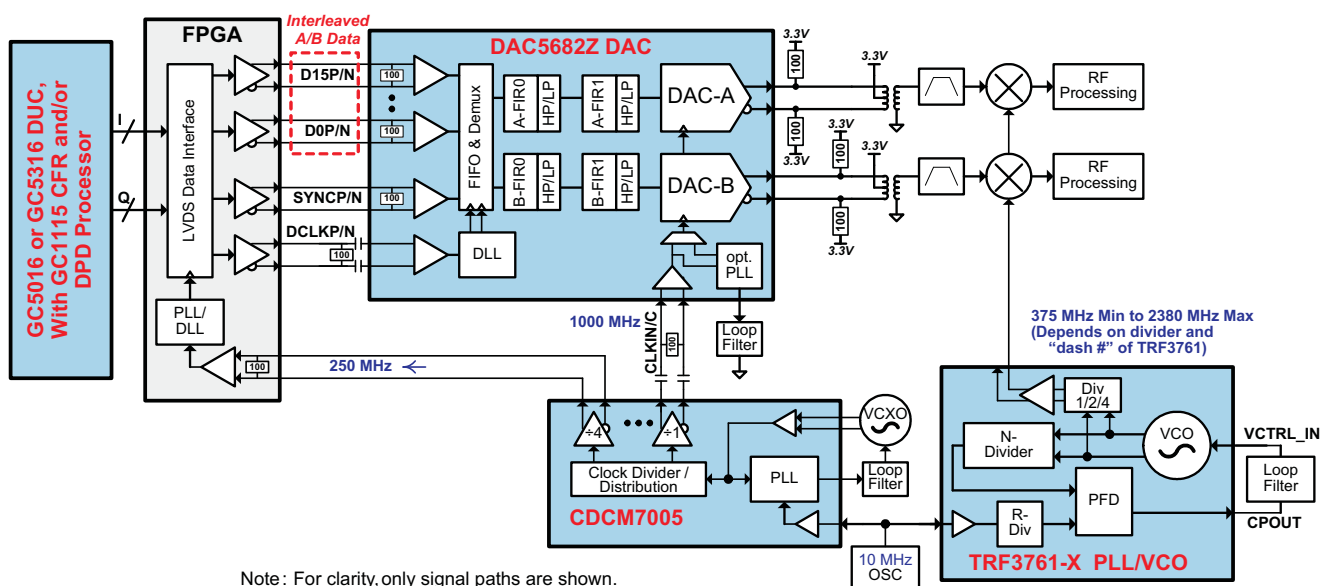 GC5016 or GC5316 DUC,
With GC1115 CFR and/or
DPD Processor
I
Q
FPGA
LVDS Data Interface
PLL/
DLL
100
250 MHz
Interleaved
A/B Data
D15P/N
D0P/N
SYNCP/N
DCLKP/N
100
100
100
100
DAC5682Z DAC
FIFO & Demux
DLL
A-FIR0
HP/LP
A-FIR1
HP/LP
B-FIR0
HP/LP
B-FIR1
HP/LP
DAC-A
DAC-B
opt.
PLL
Loop
Filter
1000 MHz
CLKIN/C
100
3.3V
100
3.3V
100
3.3V
3.3V
100
3.3V
100
3.3V
RF
Processing
RF
Processing
375 MHz Min to 2380 MHz Max
(Depends on divider and
“dash #” of TRF3761)
÷4
÷1
Clock Divider /
Distribution
PLL
VCXO
Loop
Filter
CDCM7005
10 MHz
OSC
Div
1/2/4
N-
Divider
VCO
VCTRL_IN
Loop
Filter
CPOUT
PFD
R-
Div
TRF3761-X PLL/VCO
Note: For clarity, only signal paths are shown.